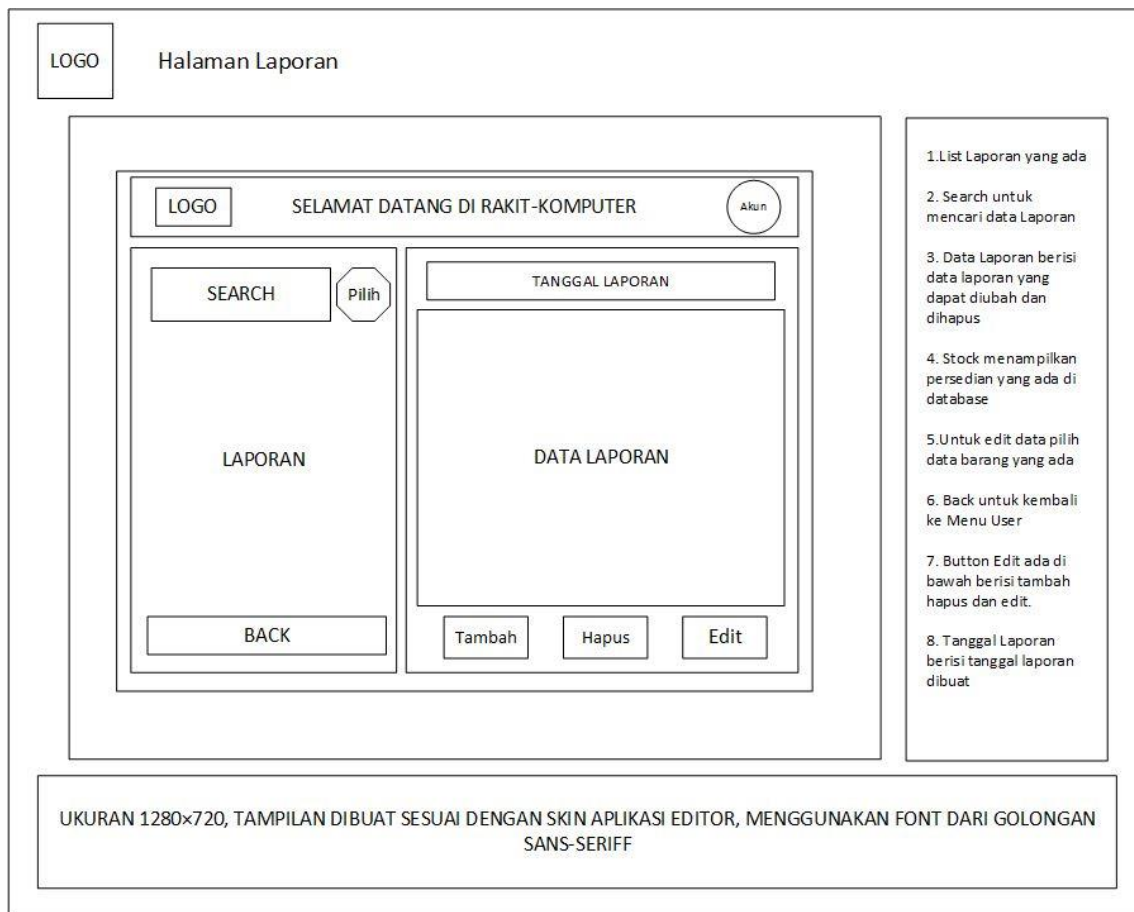 LOGO
Halaman Laporan
LOGO
SELAMAT DATANG DI RAKIT-KOMPUTER
Akun
SEARCH
Pilih
LAPORAN
BACK
TANGGAL LAPORAN
DATA LAPORAN
Tambah
Hapus
Edit
1.List Laporan yang ada
2. Search untuk
mencari data Laporan
3. Data Laporan berisi
data laporan yang
dapat diubah dan
dihapus
4. Stock menampilkan
persedian yang ada di
database
5.Untuk edit data pilih
data barang yang ada
6. Back untuk kembali
ke Menu User
7. Button Edit ada di
bawah berisi tambah
hapus dan edit.
8. Tanggal Laporan
berisi tanggal laporan
dibuat
UKURAN 1280×720, TAMPILAN DIBUAT SESUAI DENGAN SKIN APLIKASI EDITOR, MENGGUNAKAN FONT DARI GOLONGAN
SANS-SERIFF